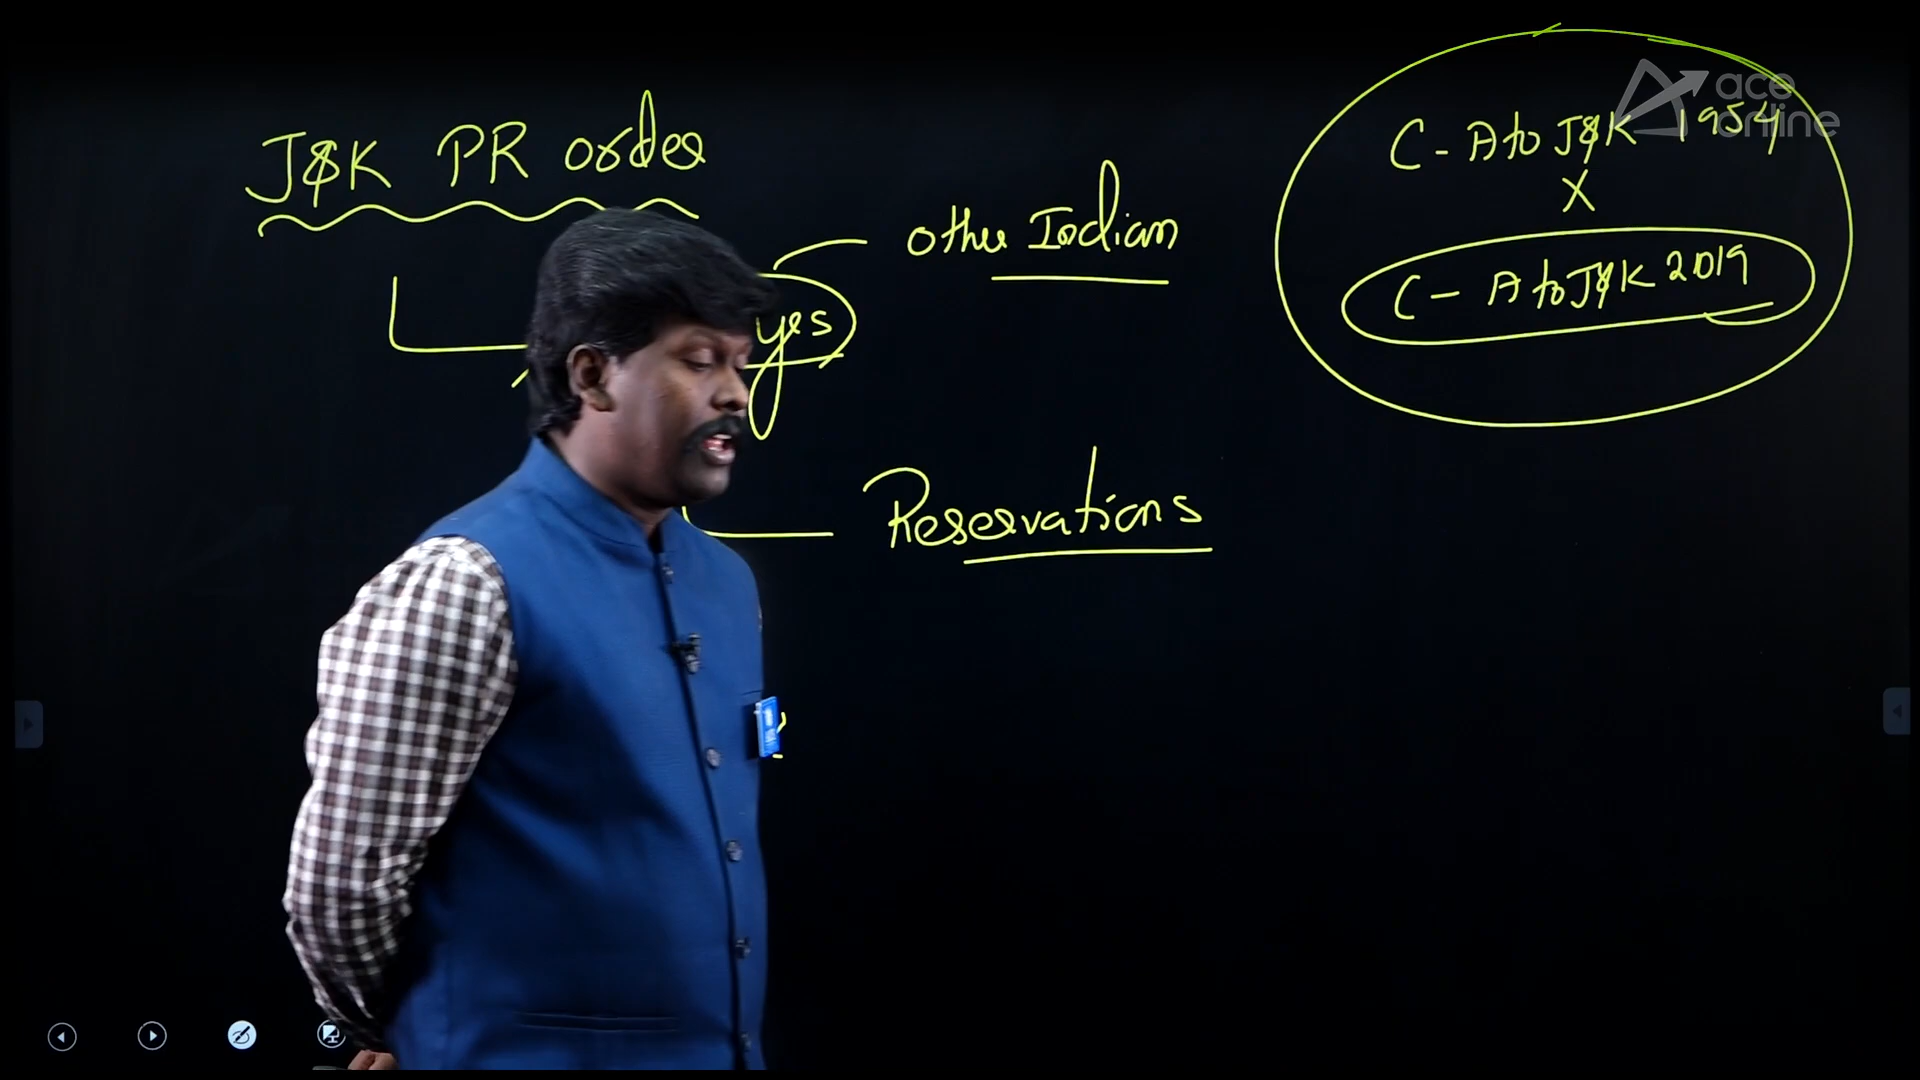 J&K PR order
other Indian
yes
Reservations
C - A to J&K 1954
X
C - A to J&K 2019
ace
online